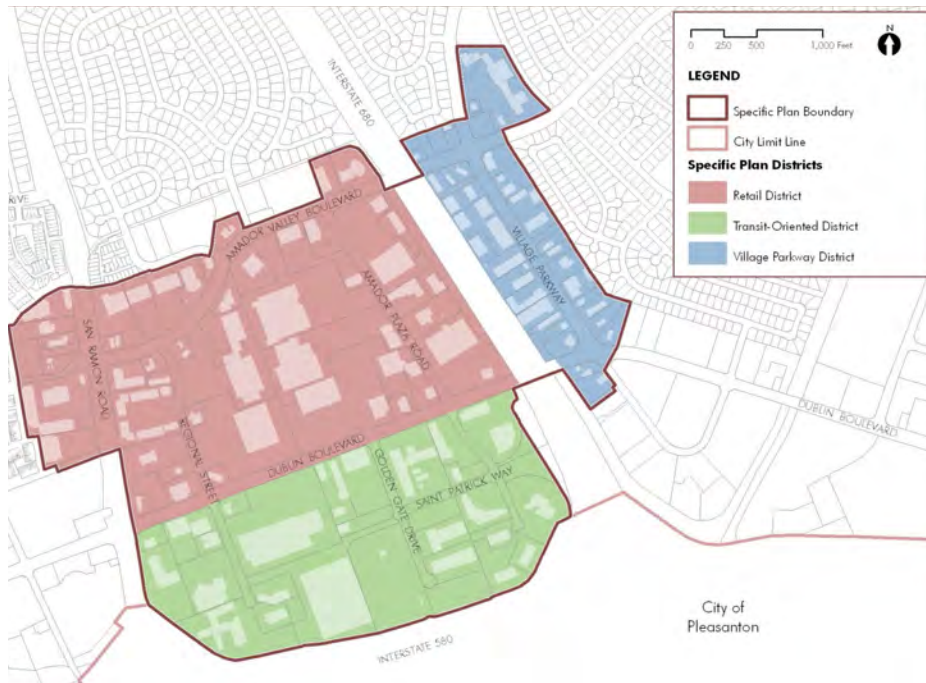 INTERSTATE 680
N
0 250 500 1,000 Feet
LEGEND
Specific Plan Boundary
City Limit Line
Specific Plan Districts
Retail District
Transit-Oriented District
Village Parkway District
RIVE
AMADOR VALLEY BOULEVARD
VILLAGE PARKWAY
AMADOR PLAZA ROAD
SAN RAMON ROAD
DUBLIN BOULEVARD
REGIONAL STREET
DUBLIN BOULEVARD
GOLDEN GATE DRIVE
SAINT PATRICK WAY
City of
Pleasanton
INTERSTATE 580